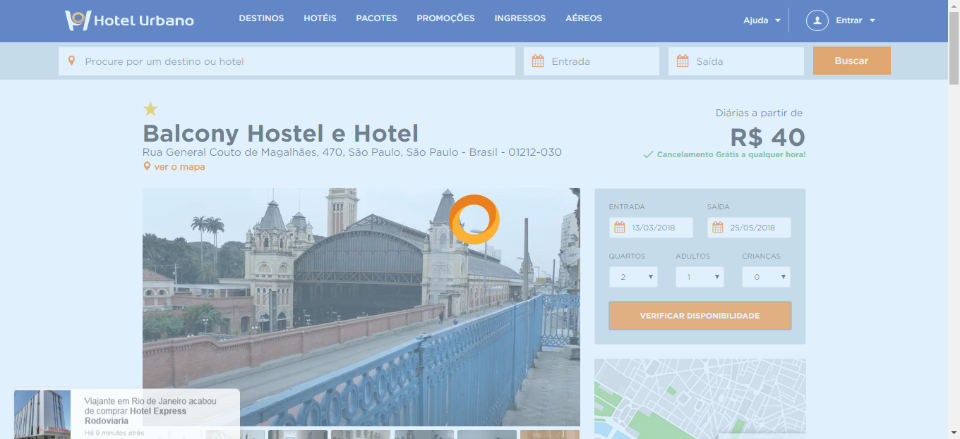 Hotel Urbano
DESTINOS HOTÉIS PACOTES PROMOÇÕES INGRESSOS AÉREOS
Ajuda Entrar
Procure por um destino ou hotel
Entrada
Saída
Buscar
Balcony Hostel e Hotel
Rua General Couto de Magalhães, 470, São Paulo, São Paulo - Brasil - 01212-030
ver o mapa
Diárias a partir de
R$ 40
Cancelamento Grátis a qualquer hora!
ENTRADA SAÍDA
13/03/2018 25/05/2018
QUARTOS ADULTOS CRIANÇAS
2 1 0
VERIFICAR DISPONIBILIDADE
Viajante em Rio de Janeiro acabou
de comprar Hotel Express
Rodoviaria
Há 8 minutos atrás